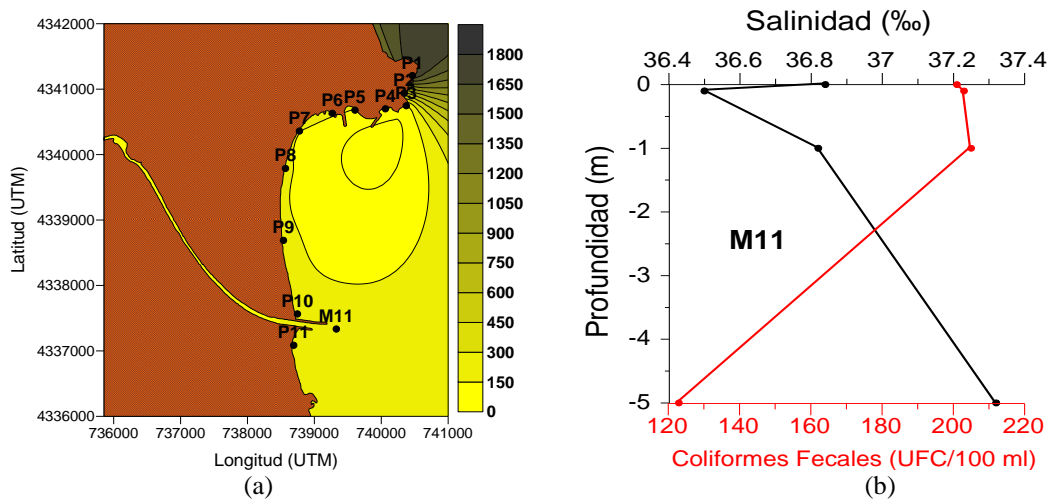 4342000
4341000
4340000
4339000
4338000
4337000
4336000
Latitud (UTM)
736000 737000 738000 739000 740000 741000
Longitud (UTM)
P1
P2
P3
P4
P5
P6
P7
P8
P9
P10
M11
P11
1800
1650
1500
1350
1200
1050
900
750
600
450
300
150
0
(a)
Salinidad (‰)
36.4 36.6 36.8 37 37.2 37.4
0
-1
-2
-3
-4
-5
Profundidad (m)
M11
120 140 160 180 200 220
Coliformes Fecales (UFC/100 ml)
(b)